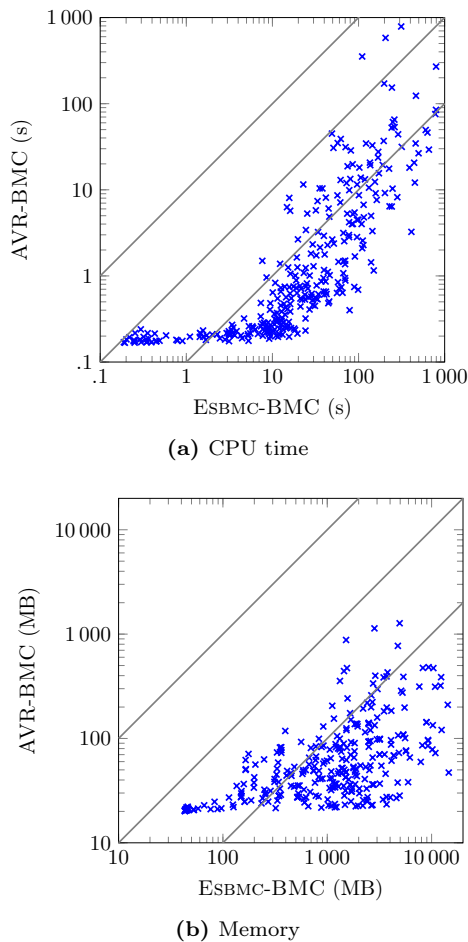 1 000
100
10
1
.1
AVR-BMC (s)
.1 1 10 100 1 000
ESBMC-BMC (s)
(a) CPU time
10 000
1 000
100
10
AVR-BMC (MB)
10 100 1 000 10 000
ESBMC-BMC (MB)
(b) Memory